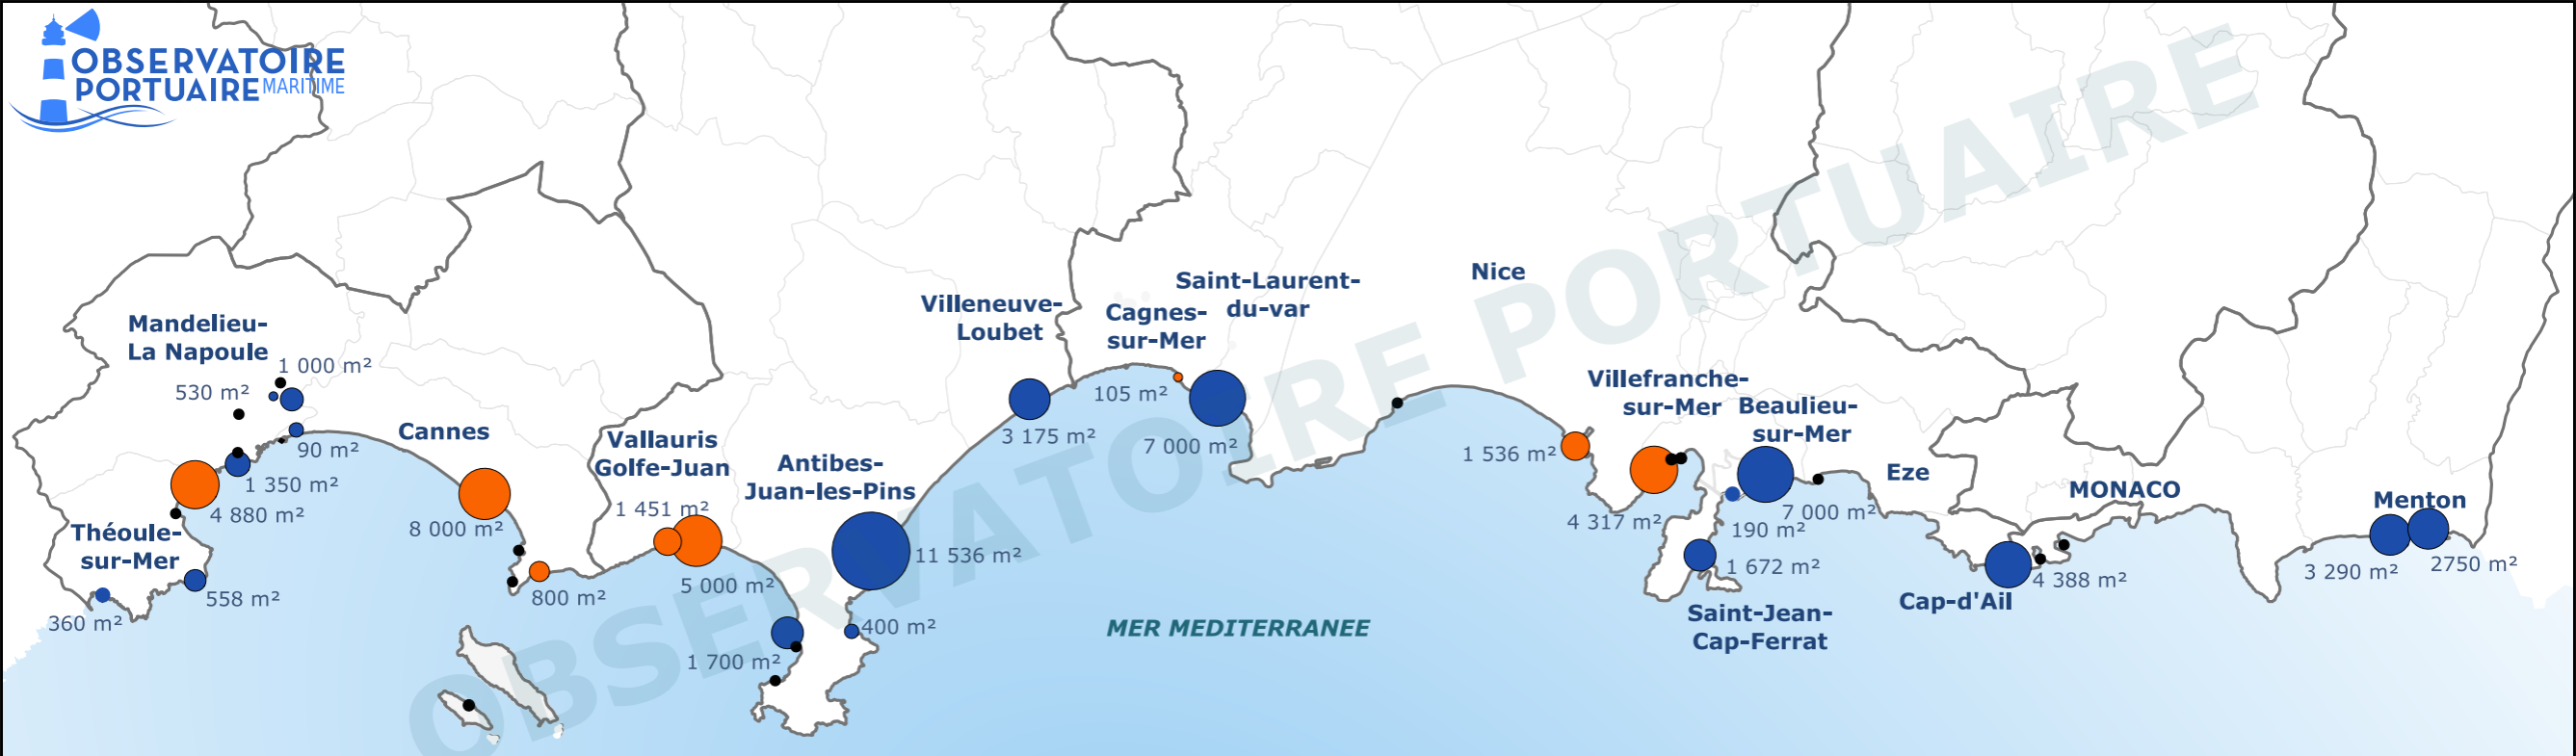 OBSERVATOIRE
PORTUAIRE MARITIME
OBSERVATOIRE PORTUAIRE
Mandelieu-
La Napoule
1 000 m²
530 m²
90 m²
1 350 m²
4 880 m²
Théoule-
sur-Mer
360 m²
558 m²
Cannes
8 000 m²
800 m²
Vallauris
Golfe-Juan
1 451 m²
5 000 m²
Antibes-
Juan-les-Pins
11 536 m²
400 m²
1 700 m²
Villeneuve-
Loubet
3 175 m²
Cagnes-
sur-Mer
105 m²
Saint-Laurent-
du-var
7 000 m²
Nice
1 536 m²
Villefranche-
sur-Mer
4 317 m²
Beaulieu-
sur-Mer
7 000 m²
190 m²
1 672 m²
Saint-Jean-
Cap-Ferrat
Eze
Cap-d'Ail
4 388 m²
MONACO
Menton
3 290 m²
2750 m²
MER MEDITERRANEE